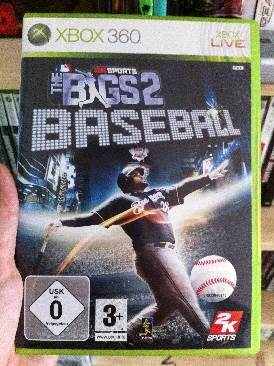 XBOX 360
XBOX
LIVE
2K SPORTS
THE
BIGS 2
BASEBALL
USK
0
3+
2K
SPORTS